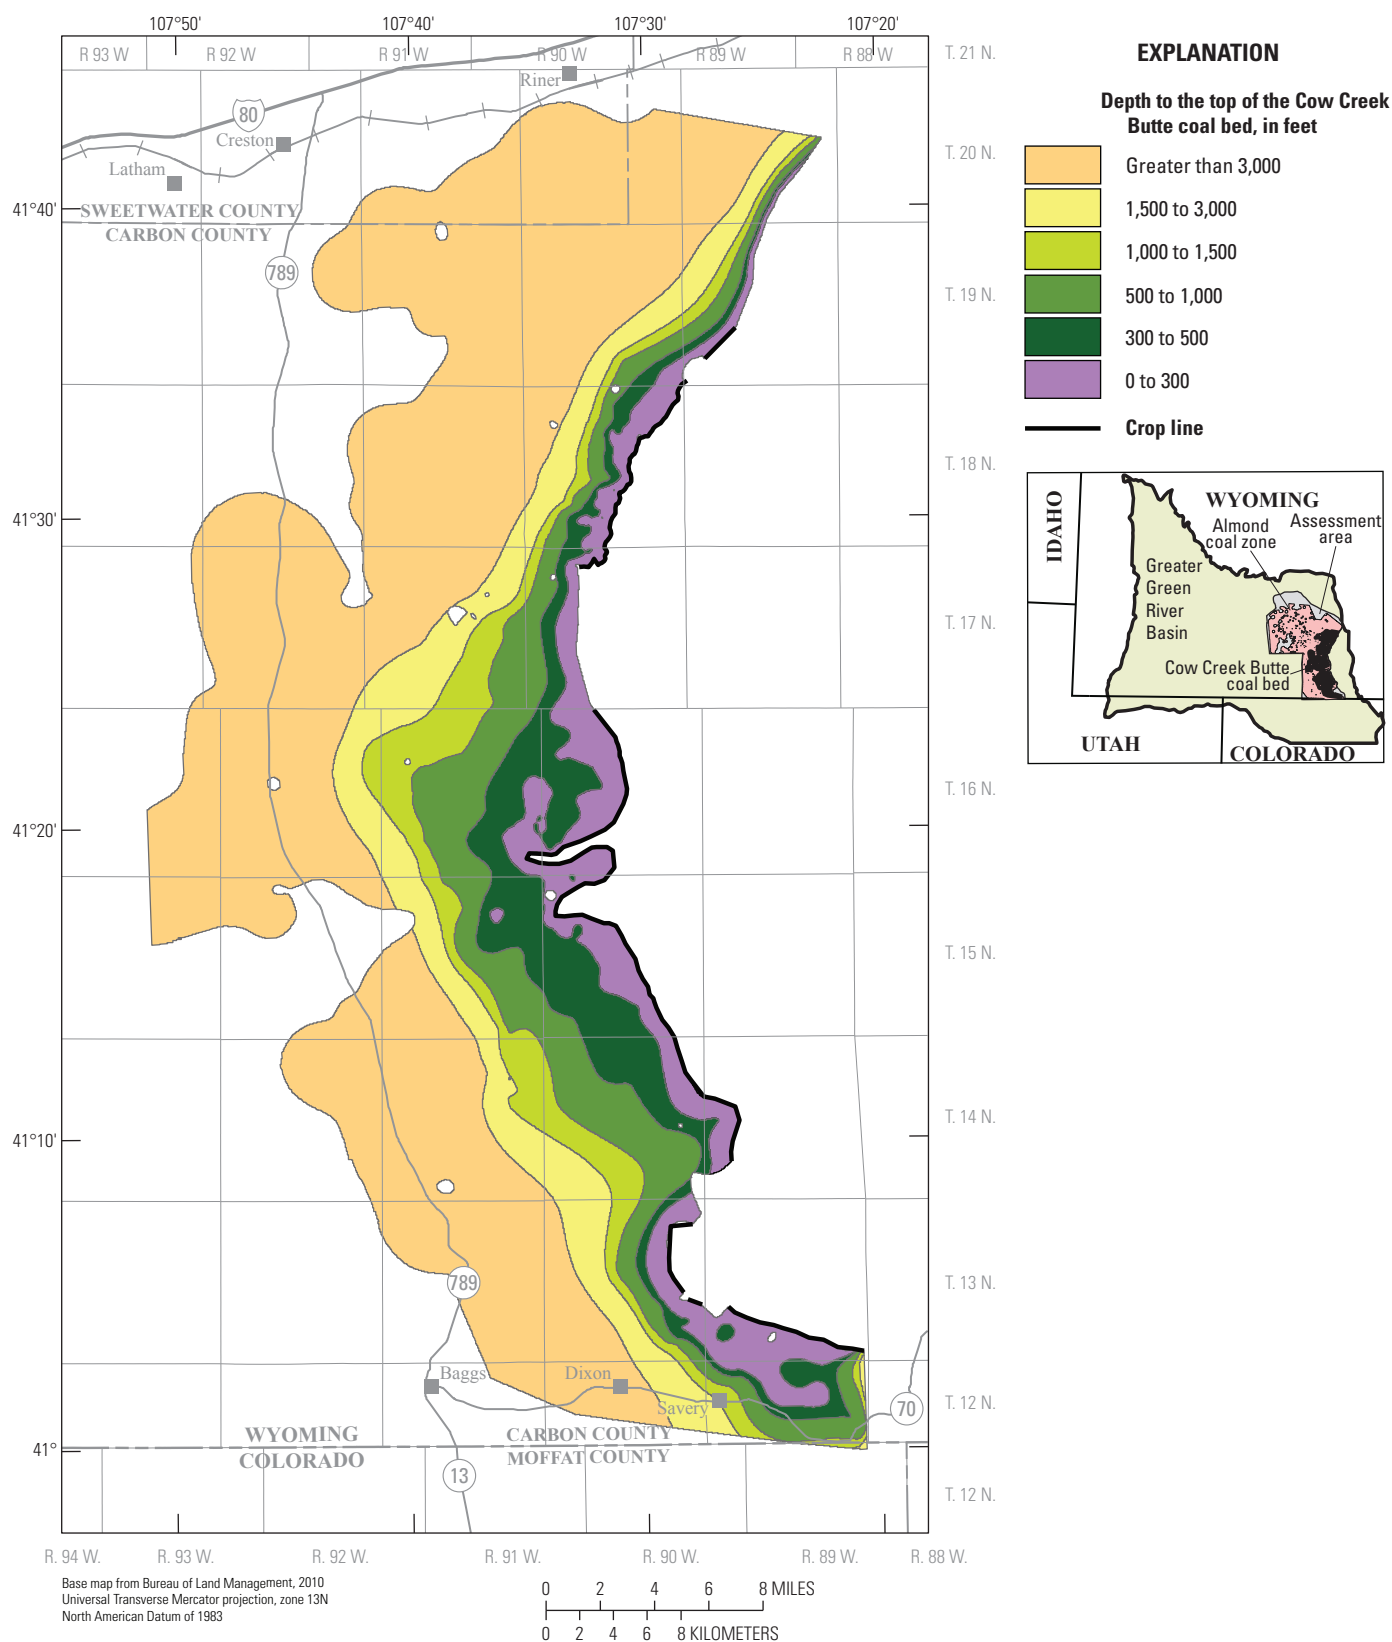 107°50' 107°40' 107°30' 107°20'
R 93 W R 92 W R 91 W R 90 W R 89 W R 88 W
T. 21 N.
T. 20 N.
T. 19 N.
T. 18 N.
T. 17 N.
T. 16 N.
T. 15 N.
T. 14 N.
T. 13 N.
T. 12 N.
T. 12 N.
41°40'
41°30'
41°20'
41°10'
41°
Riner
80
Creston
Latham
SWEETWATER COUNTY
CARBON COUNTY
789
789
Baggs
Dixon
Savery
70
WYOMING
COLORADO
CARBON COUNTY
MOFFAT COUNTY
13
R. 94 W. R. 93 W. R. 92 W. R. 91 W. R. 90 W. R. 89 W. R. 88 W.
Base map from Bureau of Land Management, 2010
Universal Transverse Mercator projection, zone 13N
North American Datum of 1983
0 2 4 6 8 MILES
0 2 4 6 8 KILOMETERS
EXPLANATION
Depth to the top of the Cow Creek
Butte coal bed, in feet
Greater than 3,000
1,500 to 3,000
1,000 to 1,500
500 to 1,000
300 to 500
0 to 300
Crop line
IDAHO
WYOMING
Almond
coal zone
Assessment
area
Greater
Green
River
Basin
Cow Creek Butte
coal bed
UTAH
COLORADO